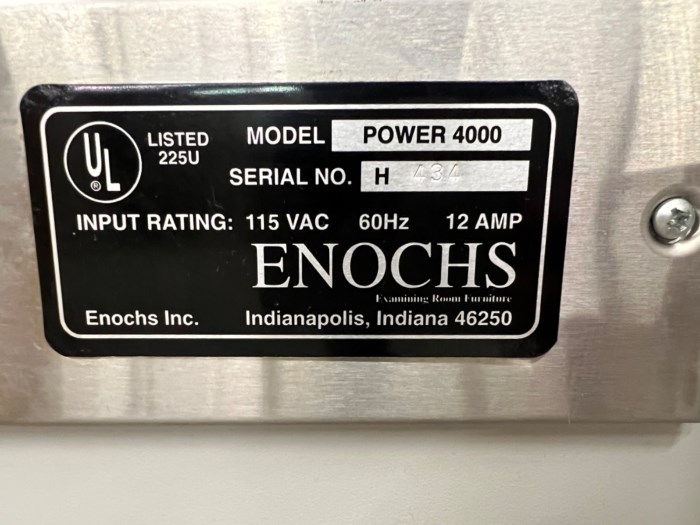 UL
®
LISTED
225U
MODEL POWER 4000
SERIAL NO. H 434
INPUT RATING: 115 VAC 60Hz 12 AMP
ENOCHS
Examining Room Furniture
Enochs Inc. Indianapolis, Indiana 46250